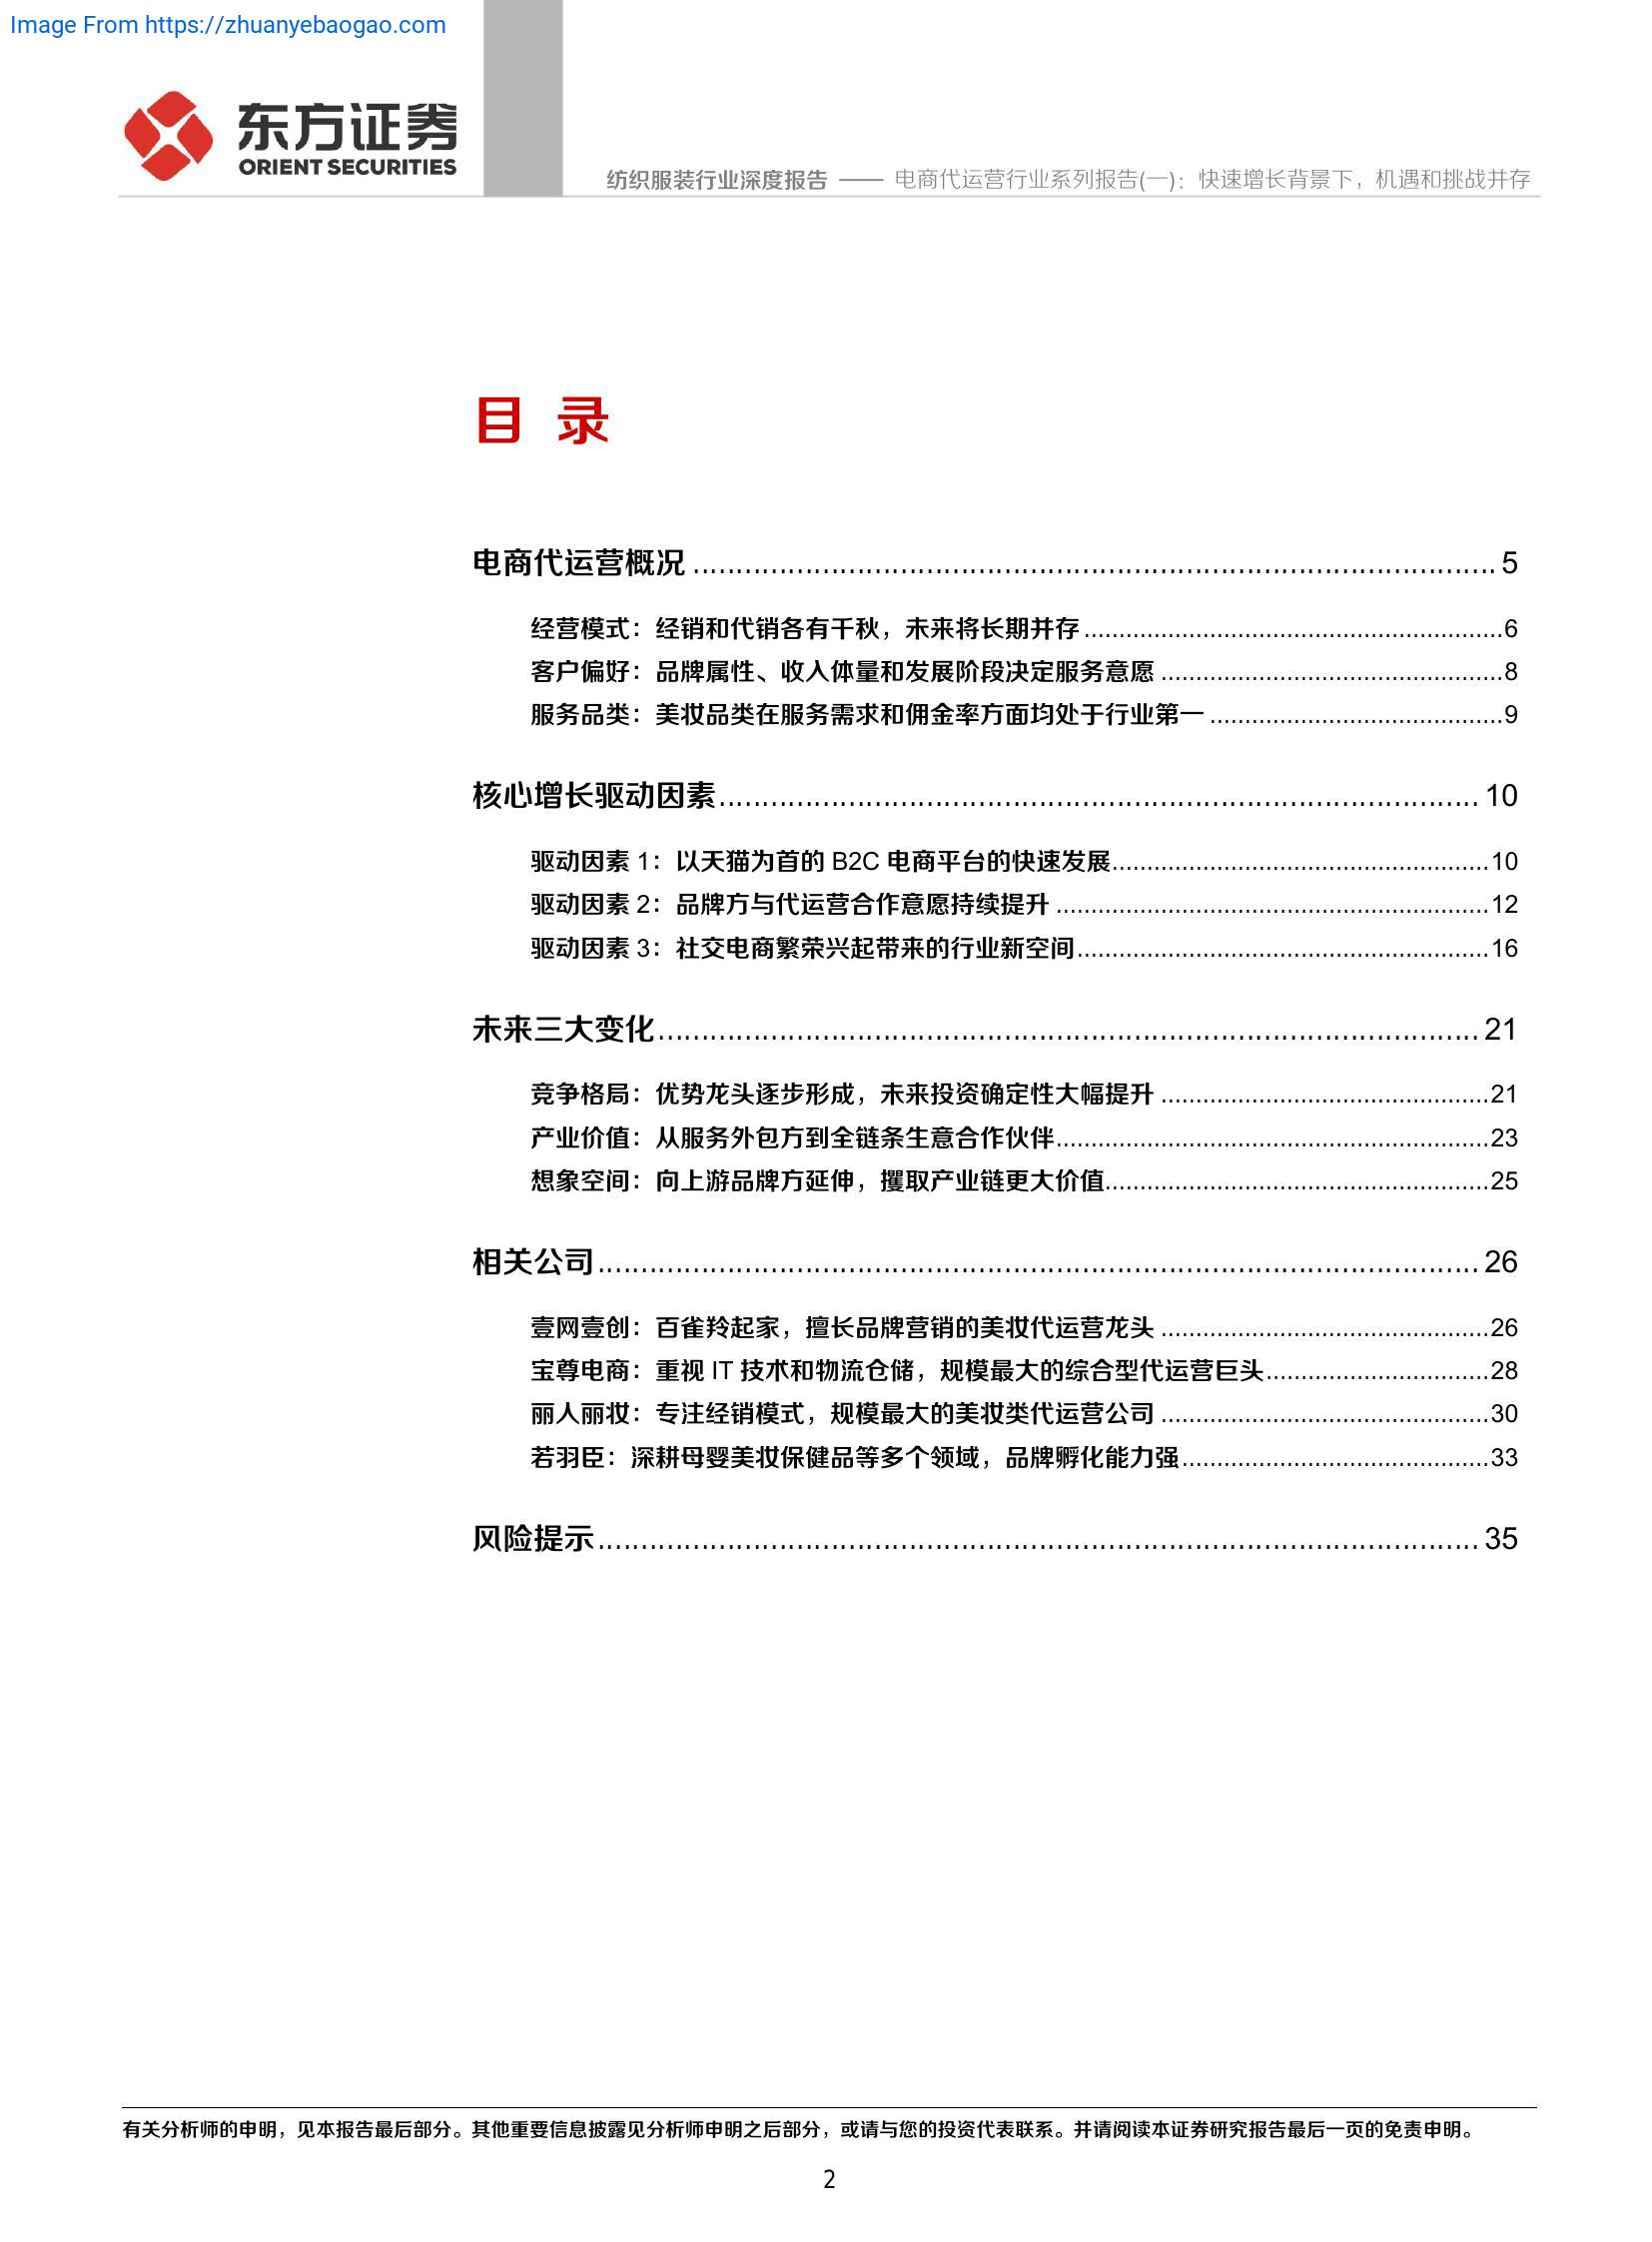 Image From https://zhuanyebaogao.com
东方证券
ORIENT SECURITIES
纺织服装行业深度报告 —— 电商代运营行业系列报告(一)：快速增长背景下，机遇和挑战并存
目 录
电商代运营概况 ........................................ 5
经营模式：经销和代销各有千秋，未来将长期并存 ........................................ 6
客户偏好：品牌属性、收入体量和发展阶段决定服务意愿 ........................................ 8
服务品类：美妆品类在服务需求和佣金率方面均处于行业第一 ........................................ 9
核心增长驱动因素 ........................................ 10
驱动因素 1：以天猫为首的 B2C 电商平台的快速发展 ........................................ 10
驱动因素 2：品牌方与代运营合作意愿持续提升 ........................................ 12
驱动因素 3：社交电商繁荣兴起带来的行业新空间 ........................................ 16
未来三大变化 ........................................ 21
竞争格局：优势龙头逐步形成，未来投资确定性大幅提升 ........................................ 21
产业价值：从服务外包方到全链条生意合作伙伴 ........................................ 23
想象空间：向上游品牌方延伸，攫取产业链更大价值 ........................................ 25
相关公司 ........................................ 26
壹网壹创：百雀羚起家，擅长品牌营销的美妆代运营龙头 ........................................ 26
宝尊电商：重视 IT 技术和物流仓储，规模最大的综合型代运营巨头 ........................................ 28
丽人丽妆：专注经销模式，规模最大的美妆类代运营公司 ........................................ 30
若羽臣：深耕母婴美妆保健品等多个领域，品牌孵化能力强 ........................................ 33
风险提示 ........................................ 35
有关分析师的申明，见本报告最后部分。其他重要信息披露见分析师申明之后部分，或请与您的投资代表联系。并请阅读本证券研究报告最后一页的免责申明。
2